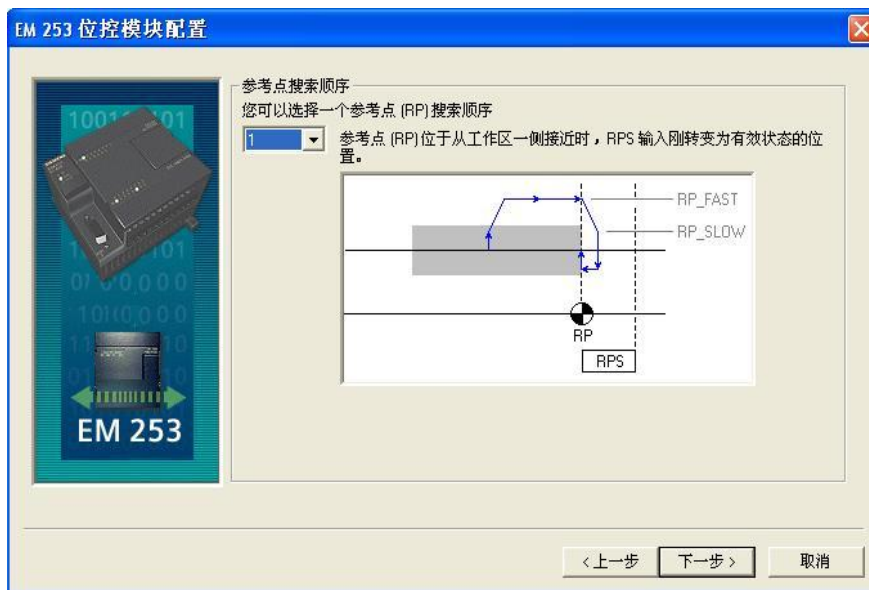 EM 253 位控模块配置
参考点搜索顺序
您可以选择一个参考点 (RP)搜索顺序
1
参考点 (RP)位于从工作区一侧接近时，RPS 输入刚转变为有效状态的位
置。
RP_FAST
RP_SLOW
RP
RPS
EM 253
<上一步
下一步>
取消